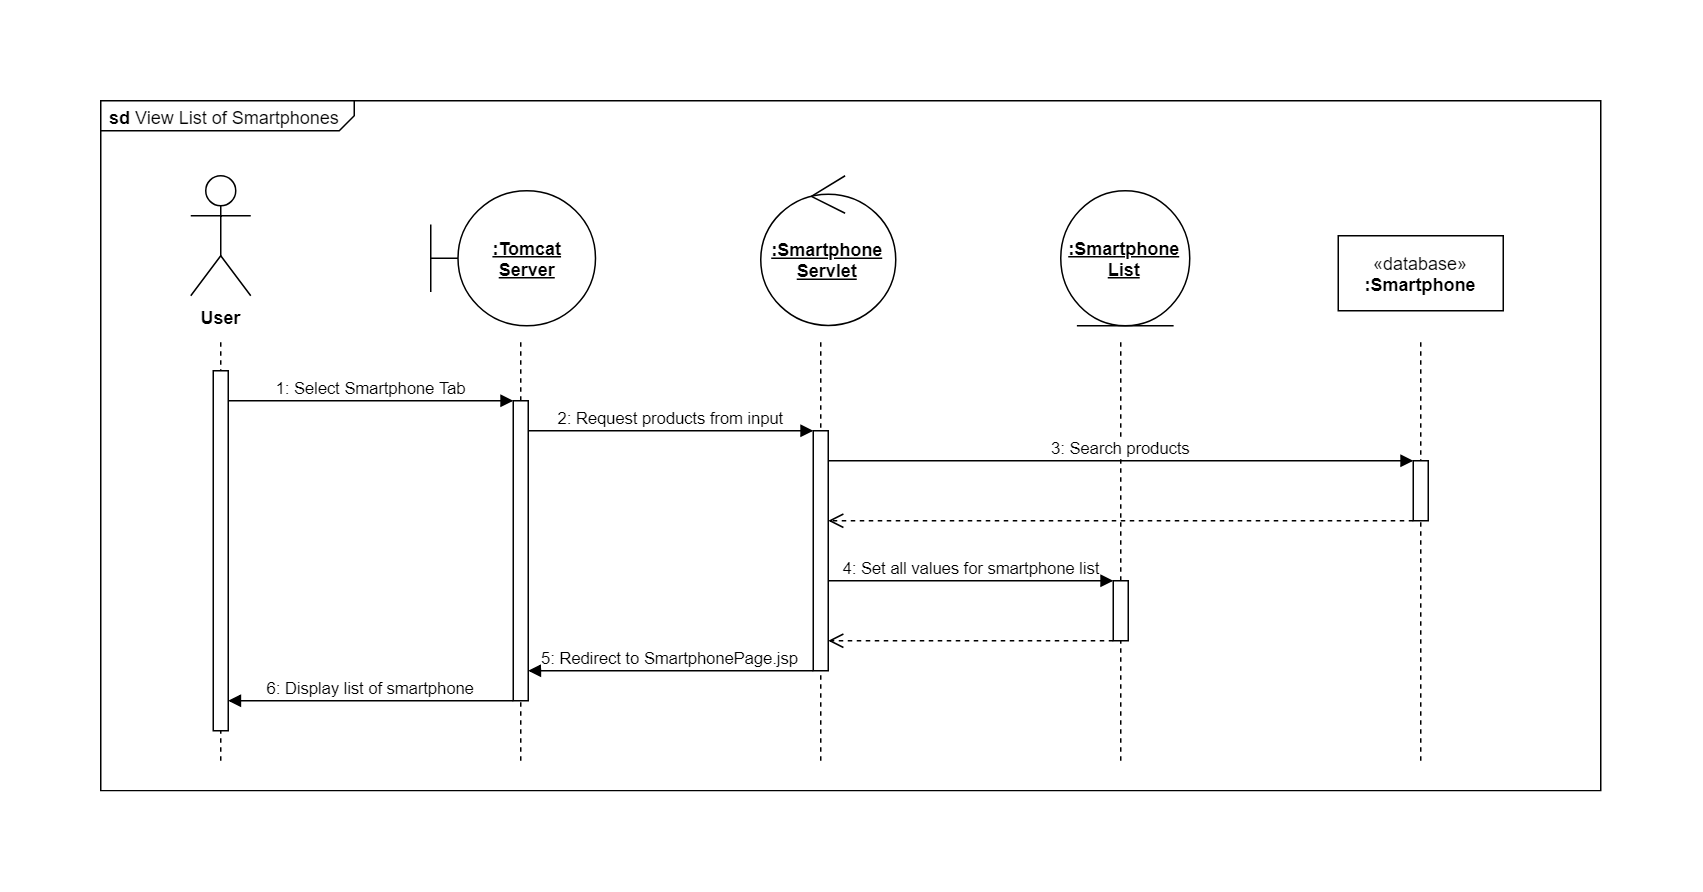 sd View List of Smartphones
:Tomcat
Server
:Smartphone
Servlet
:Smartphone
List
«database»
:Smartphone
User
1: Select Smartphone Tab
2: Request products from input
3: Search products
4: Set all values for smartphone list
5: Redirect to SmartphonePage.jsp
6: Display list of smartphone